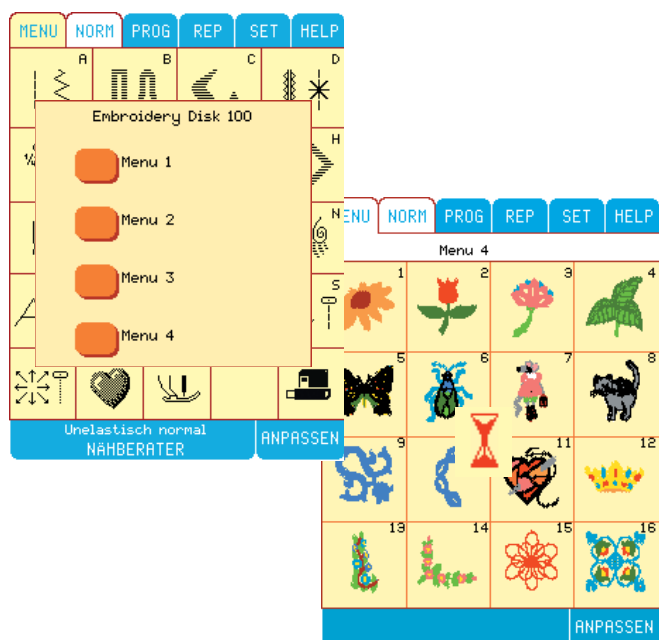 MENU NORM PROG REP SET HELP
A B C D
Embroidery Disk 100
H
Menu 1
Menu 2
N
Menu 3
S
Menu 4
Unelastisch normal
NÄHBERATER
ANPASSEN
ENU NORM PROG REP SET HELP
Menu 4
1 2 3 4
5 6 7 8
9 11 12
13 14 15 16
ANPASSEN